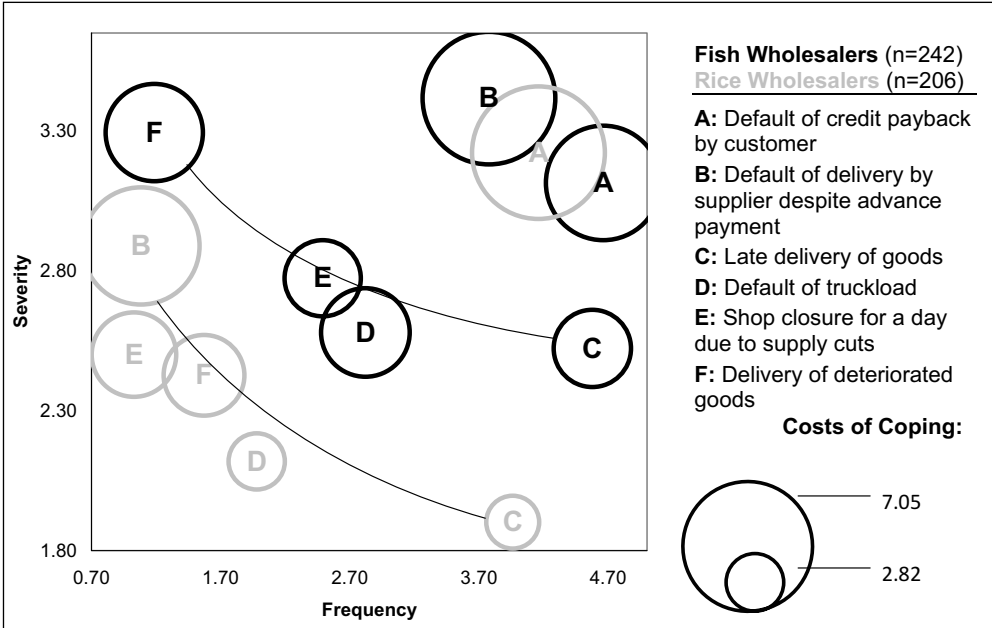 3.30
2.80
2.30
1.80
Severity
0.70
1.70
2.70
3.70
4.70
Frequency
B
F
A
A
B
E
D
C
E
F
D
C
Fish Wholesalers (n=242)
Rice Wholesalers (n=206)
A: Default of credit payback
by customer
B: Default of delivery by
supplier despite advance
payment
C: Late delivery of goods
D: Default of truckload
E: Shop closure for a day
due to supply cuts
F: Delivery of deteriorated
goods
Costs of Coping:
7.05
2.82